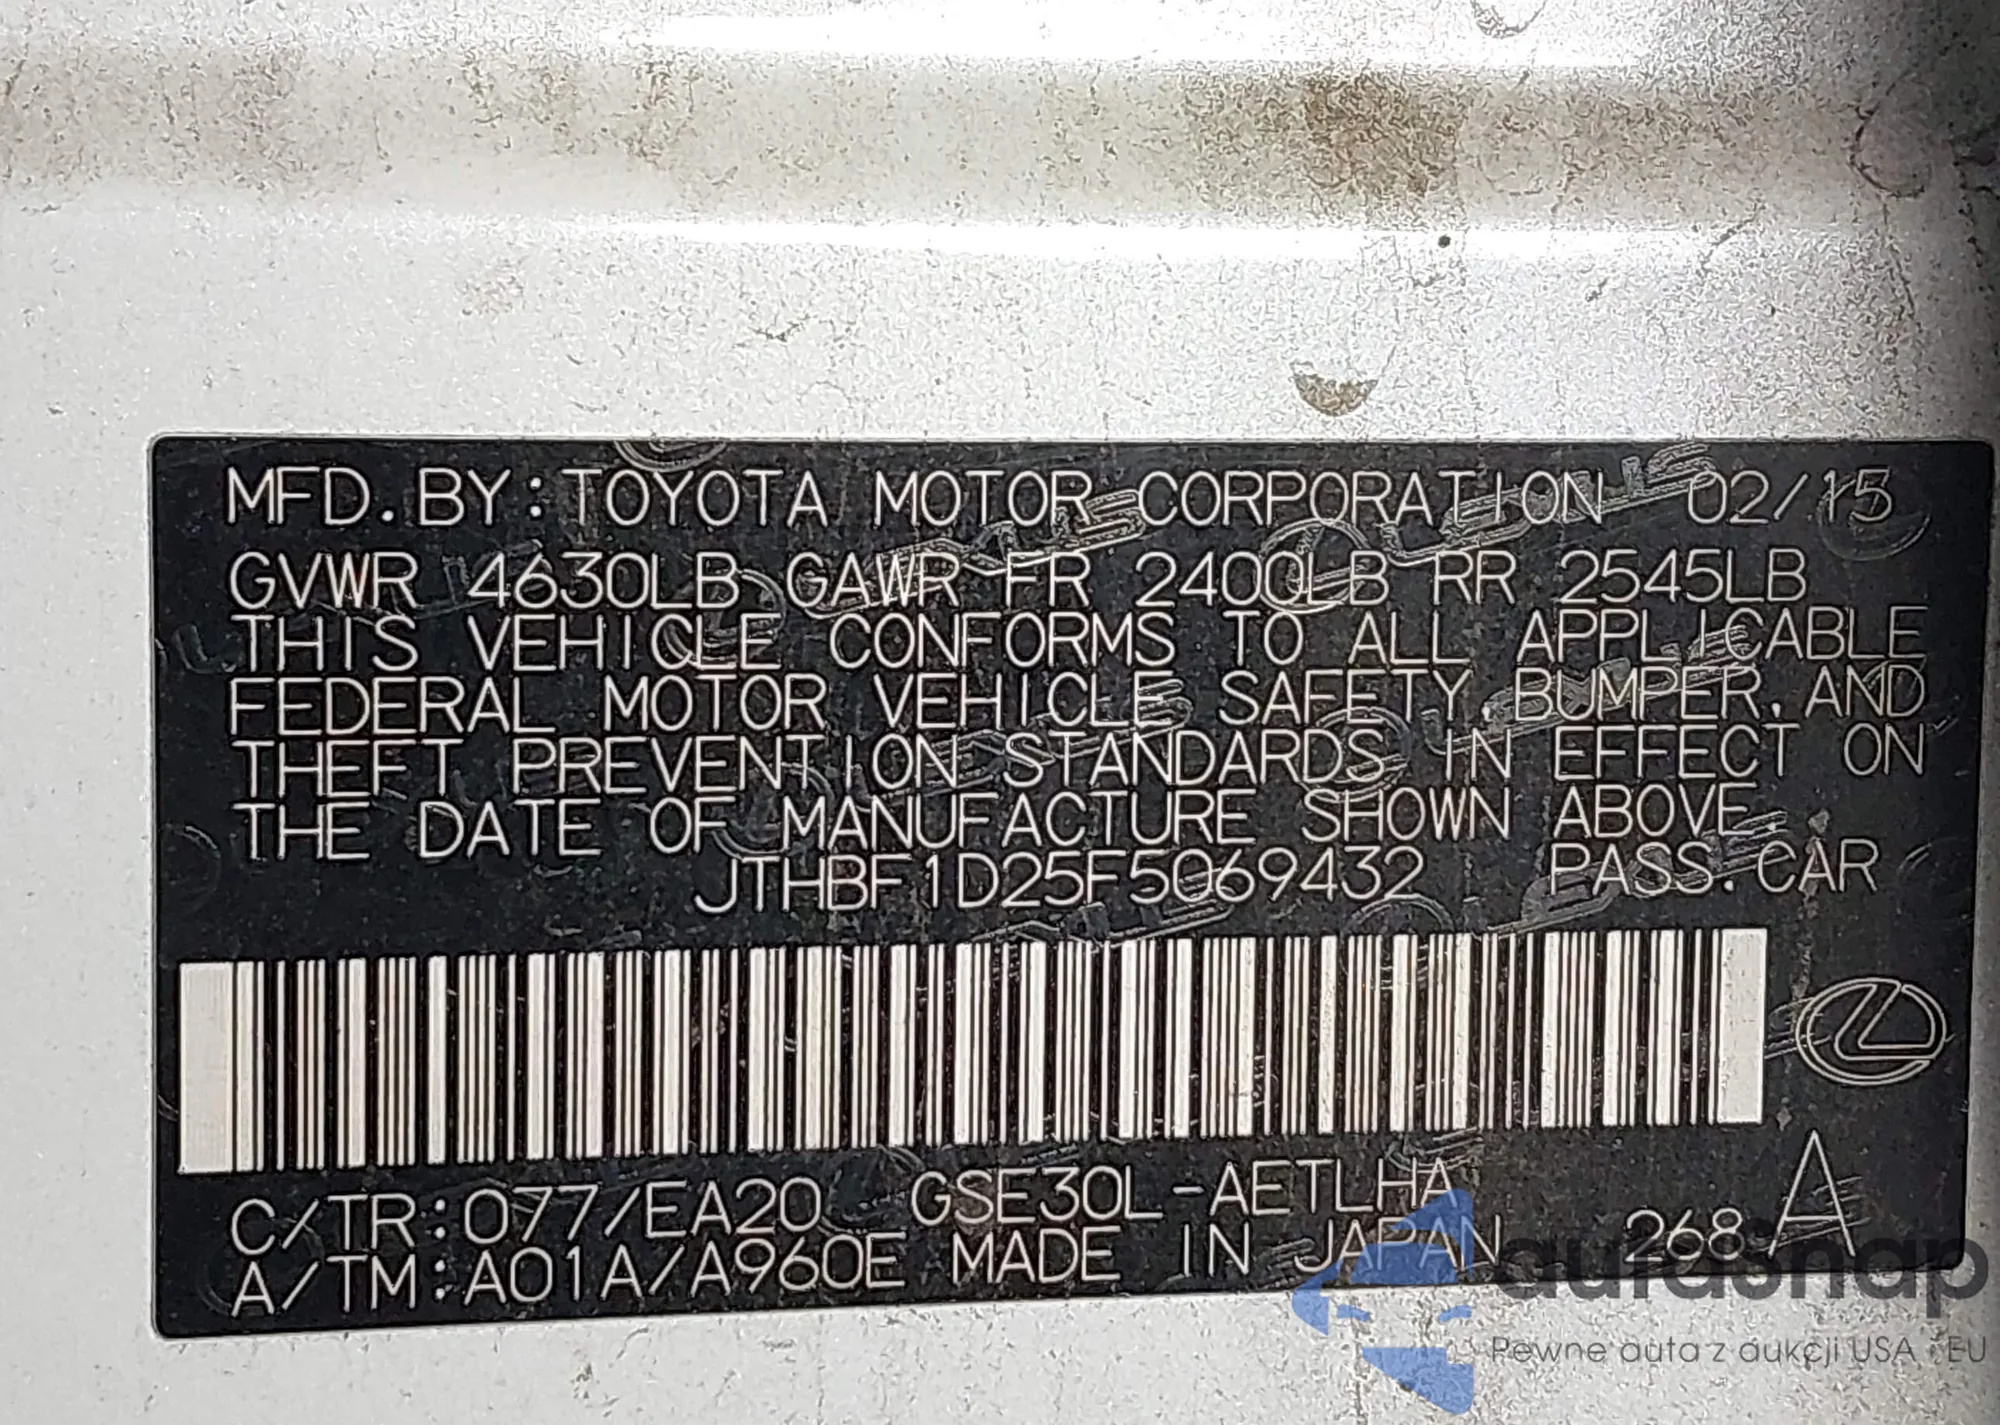 MFD. BY: TOYOTA MOTOR CORPORATION 02/15
GVWR 4630LB GAWR FR 2400LB RR 2545LB
THIS VEHICLE CONFORMS TO ALL APPLICABLE
FEDERAL MOTOR VEHICLE SAFETY, BUMPER, AND
THEFT PREVENTION STANDARDS IN EFFECT ON
THE DATE OF MANUFACTURE SHOWN ABOVE.
JTHBF1D25F5069432 PASS. CAR
C/TR:077/EA20 GSE30L-AETLHA
A/TM:A01A/A960E MADE IN JAPAN 268 A
autasnap
Pewne auta z aukcji USA i EU